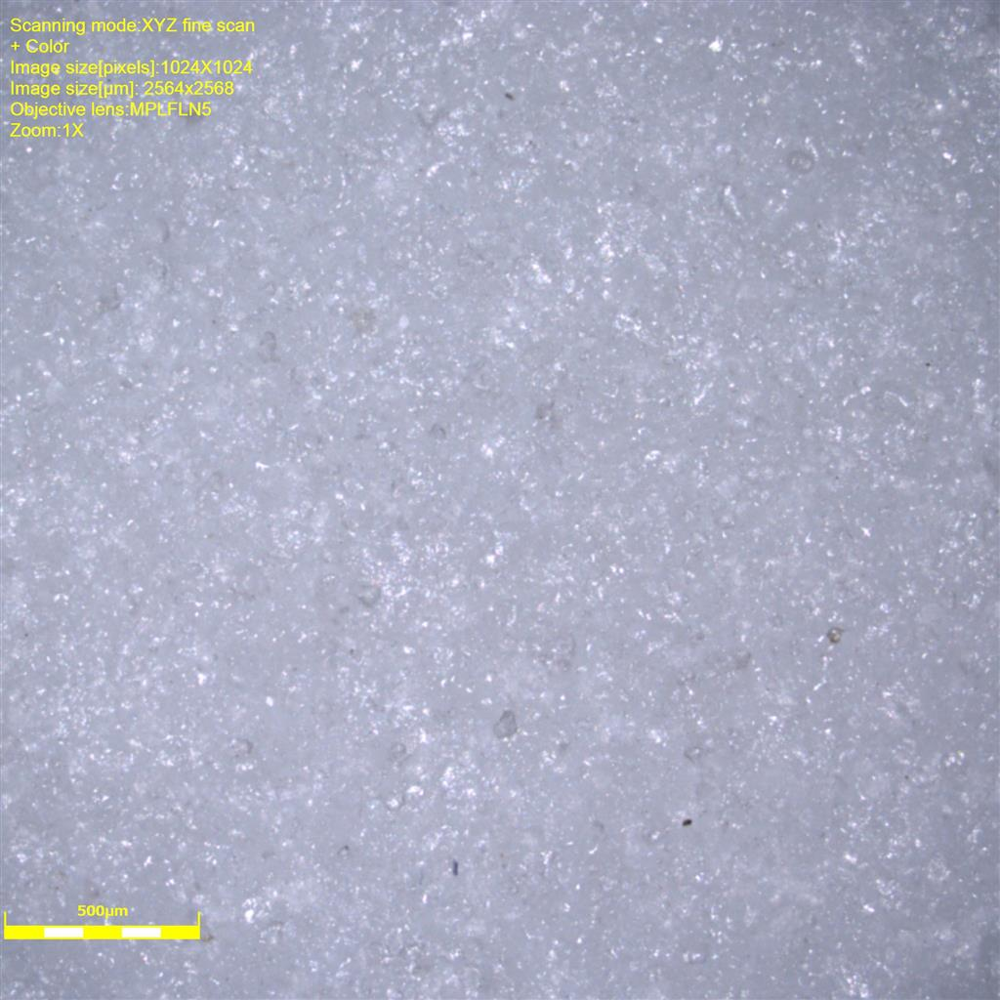 Scanning mode:XYZ fine scan
+ Color
Image size[pixels]:1024X1024
Image size[µm]: 2564x2568
Objective lens:MPLFLN5
Zoom:1X
500µm